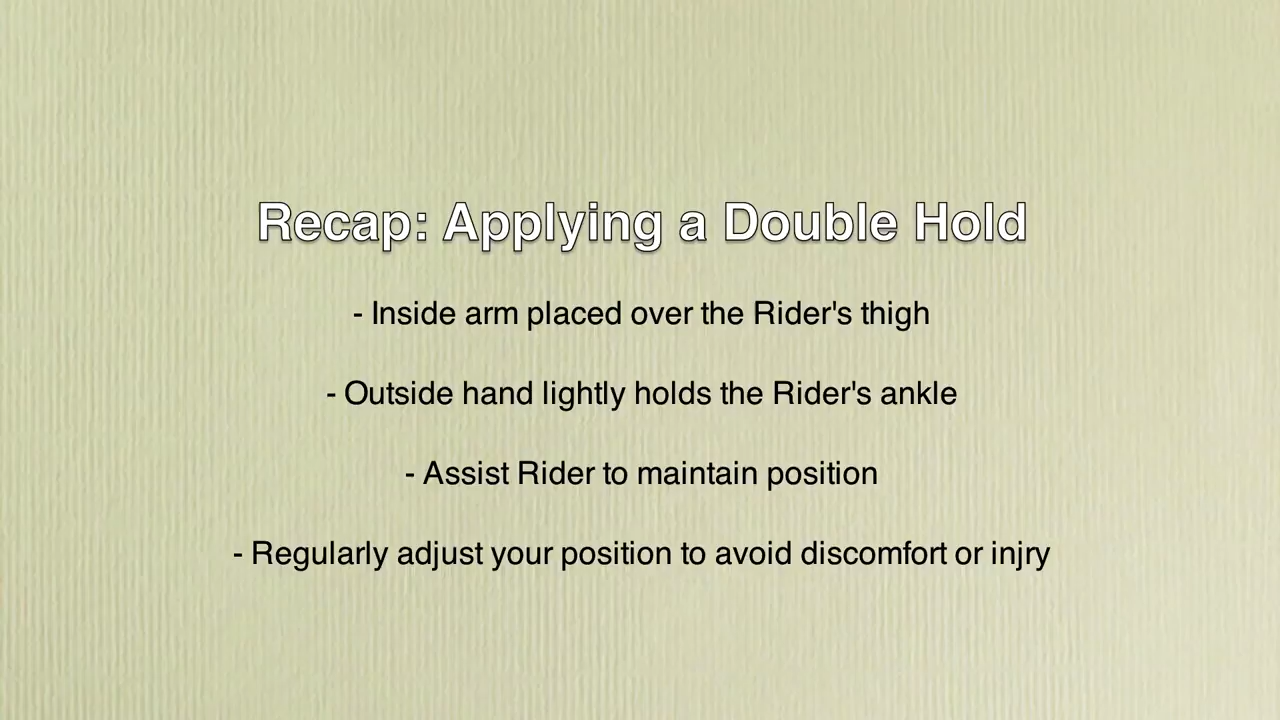 Recap: Applying a Double Hold
- Inside arm placed over the Rider's thigh
- Outside hand lightly holds the Rider's ankle
- Assist Rider to maintain position
- Regularly adjust your position to avoid discomfort or injry